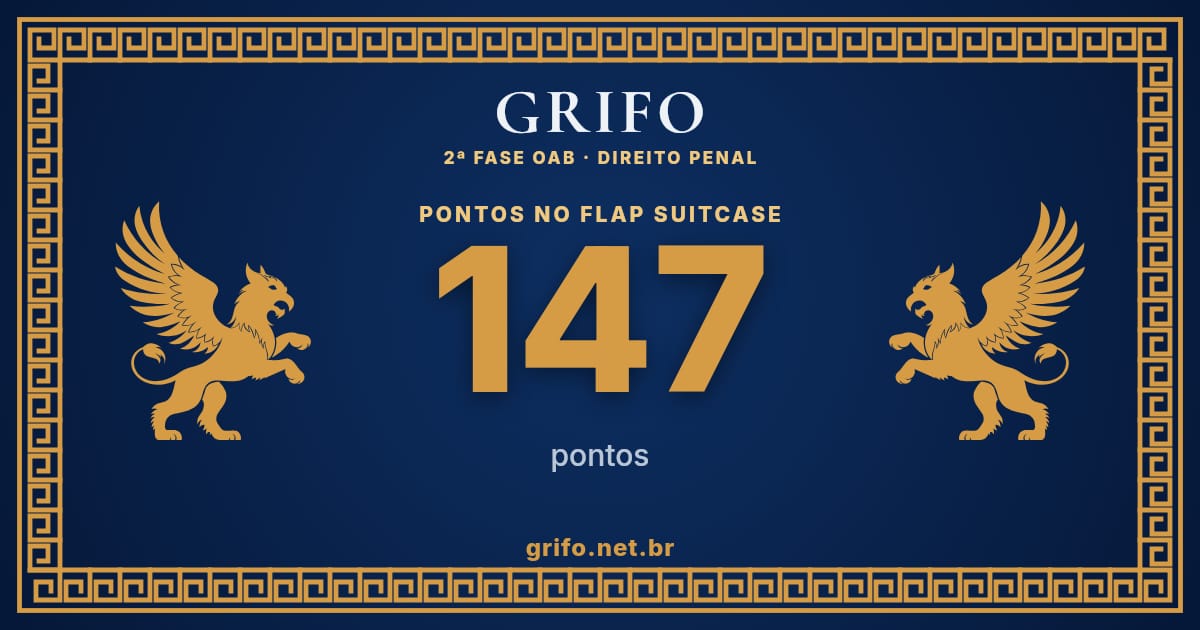 GRIFO
2ª FASE OAB · DIREITO PENAL
PONTOS NO FLAP SUITCASE
147
pontos
grifo.net.br